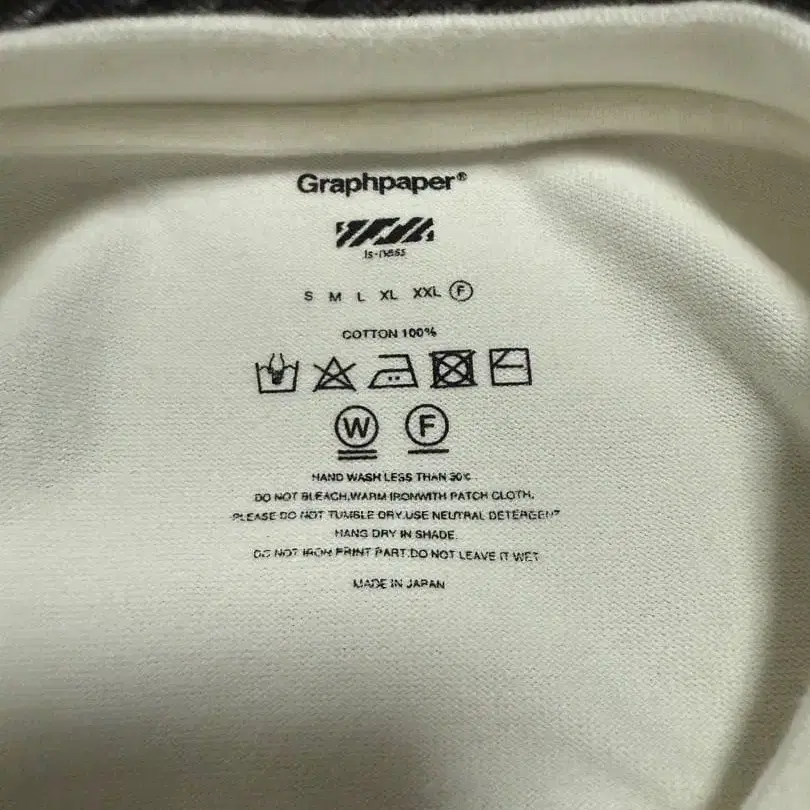 Graphpaper®
is-ness
S M L XL XXL F
COTTON 100%
W F
HAND WASH LESS THAN 30℃
DO NOT BLEACH,WARM IRONWITH PATCH CLOTH,
PLEASE DO NOT TUMBLE DRY.USE NEUTRAL DETERGENT
HANG DRY IN SHADE.
DO NOT IRON PRINT PART.DO NOT LEAVE IT WET
MADE IN JAPAN